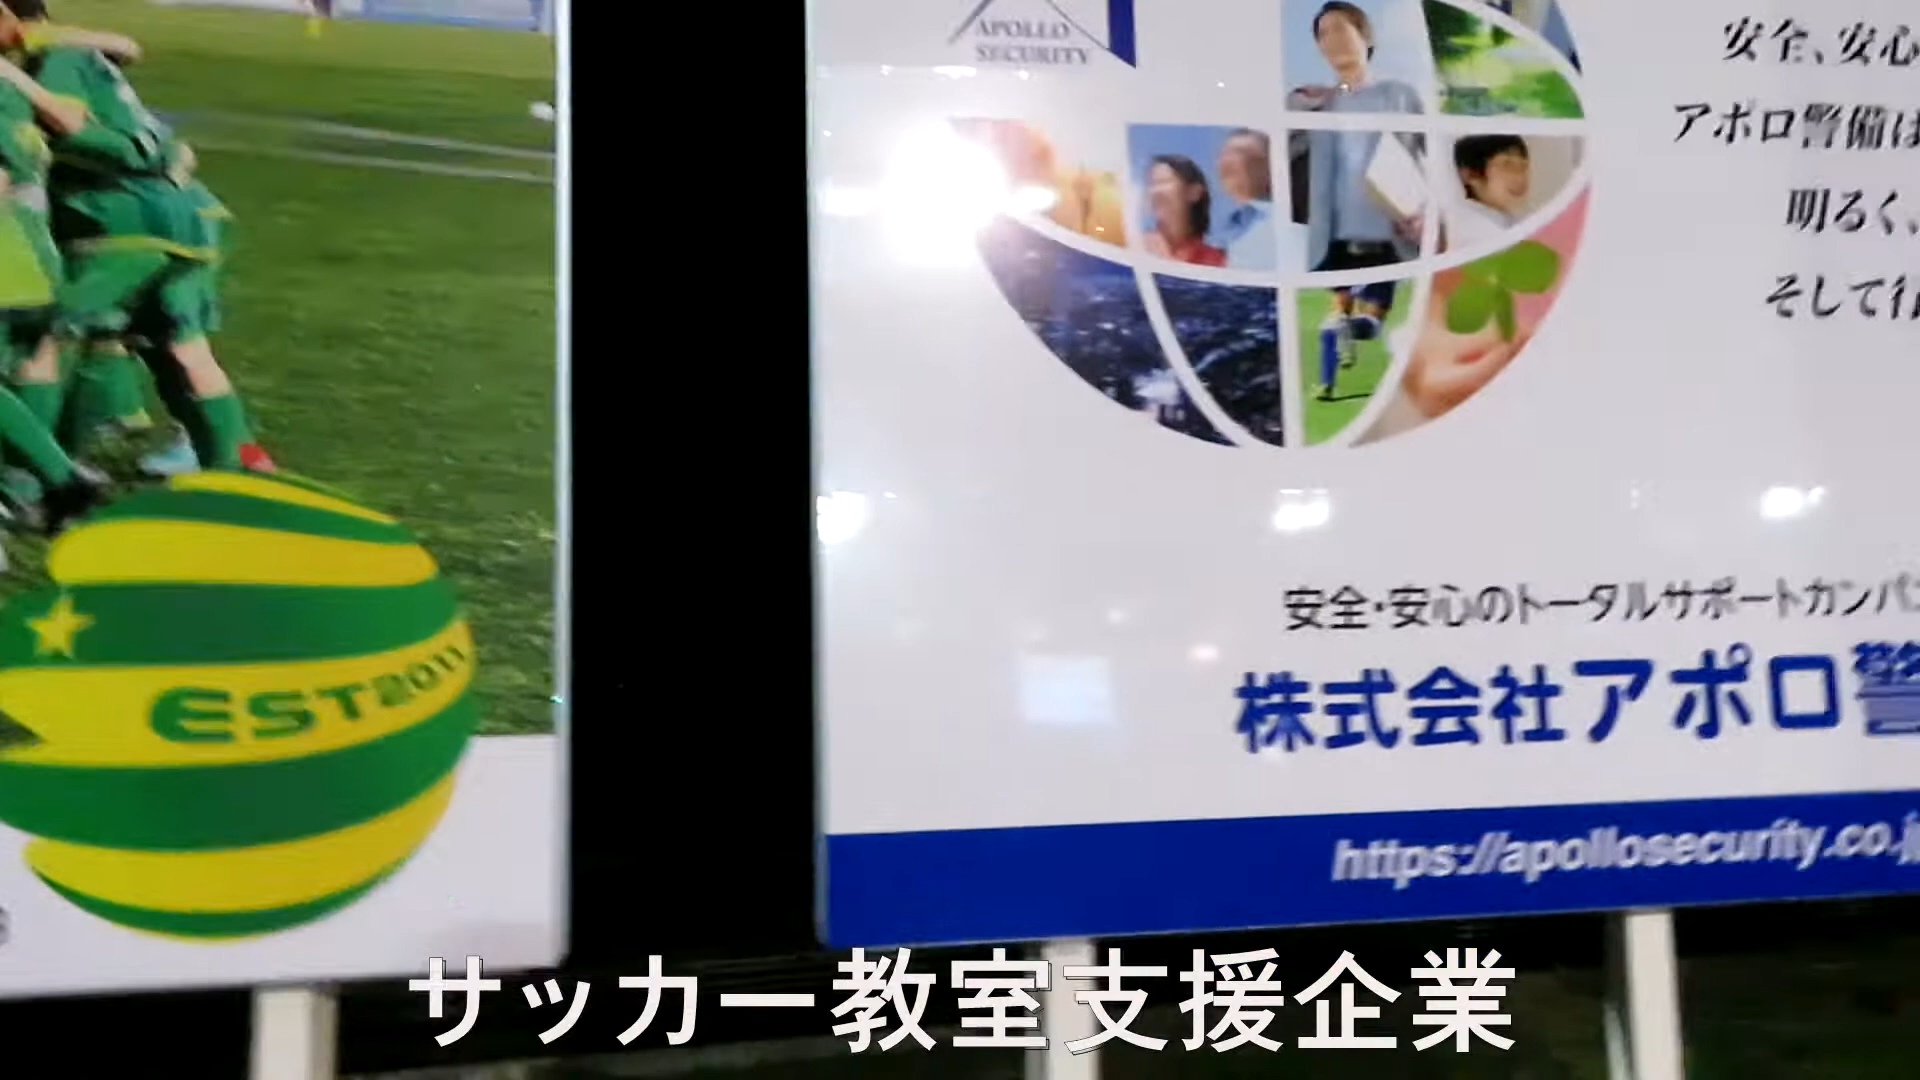 APOLLO
SECURITY
安全、安心
アポロ警備は
明るく、
そして行
EST2011
安全・安心のトータルサポートカンパニ
株式会社アポロ警
https://apollosecurity.co.j
サッカー教室支援企業